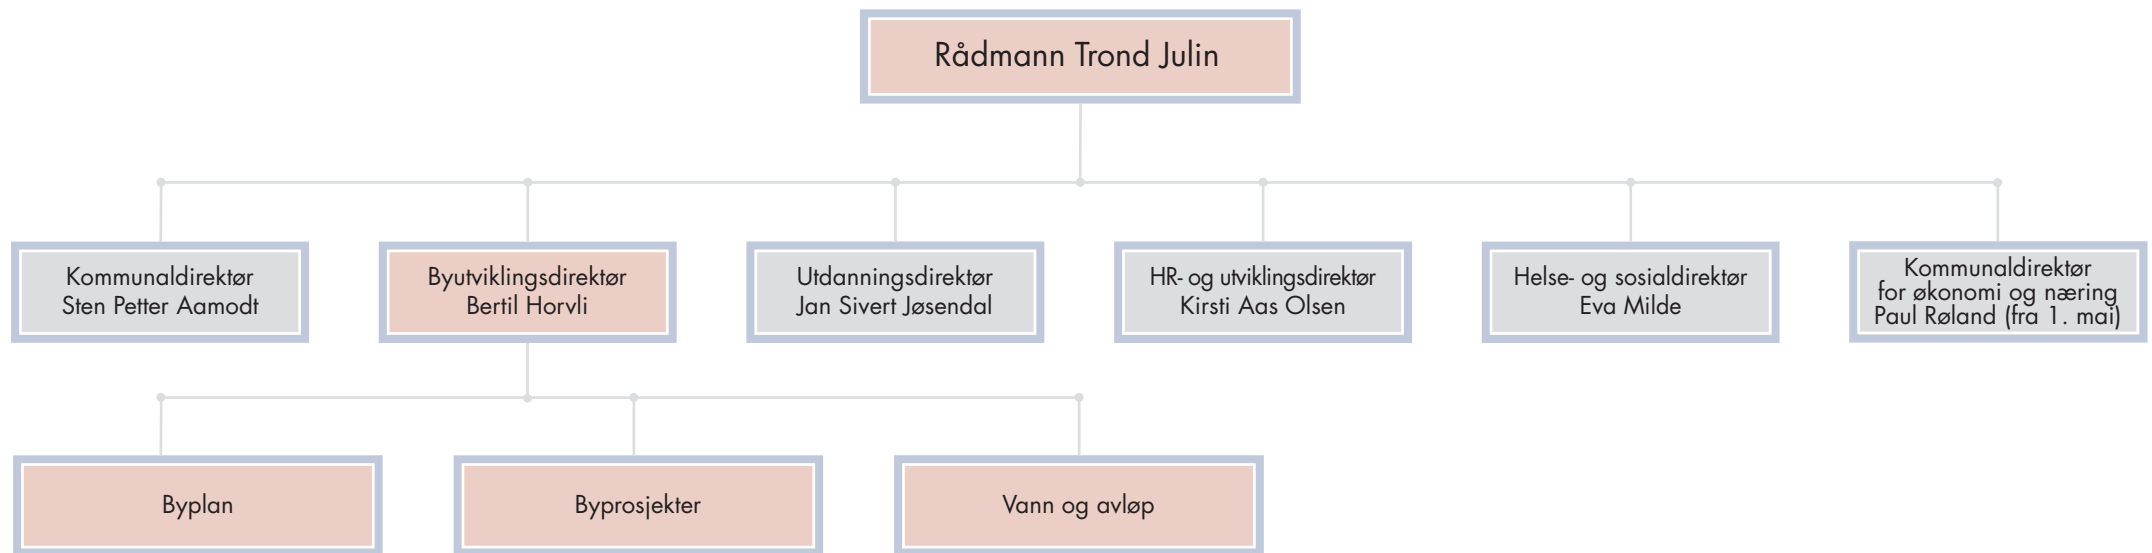 Rådmann Trond Julin
Kommunaldirektør
Sten Petter Aamodt
Byutviklingsdirektør
Bertil Horvli
Utdanningsdirektør
Jan Sivert Jøsendal
HR- og utviklingsdirektør
Kirsti Aas Olsen
Helse- og sosialdirektør
Eva Milde
Kommunaldirektør
for økonomi og næring
Paul Røland (fra 1. mai)
Byplan
Byprosjekter
Vann og avløp